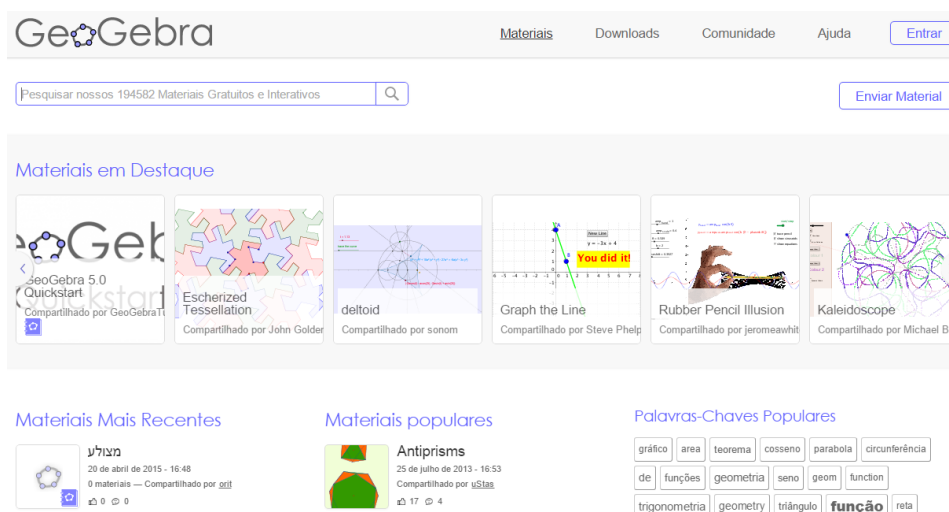 GeoGebra
Materiais Downloads Comunidade Ajuda Entrar
Pesquisar nossos 194582 Materiais Gratuitos e Interativos
Enviar Material
Materiais em Destaque
GeoGebra 5.0
Quickstart
Compartilhado por GeoGebraTu
Escherized
Tessellation
Compartilhado por John Golder
deltoid
Compartilhado por sonom
New Line
y = -3x + 4
You did it!
Graph the Line
Compartilhado por Steve Phelp
Rubber Pencil Illusion
Compartilhado por jeromeawhit
Kaleidoscope
Compartilhado por Michael B
Materiais Mais Recentes
מצולע
20 de abril de 2015 - 16:48
0 materiais — Compartilhado por orit
0 0
Materiais populares
Antiprisms
25 de julho de 2013 - 16:53
Compartilhado por uStas
17 4
Palavras-Chaves Populares
gráfico area teorema cosseno parabola circunferência
de funções geometria seno geom function
trigonometria geometry triângulo função reta